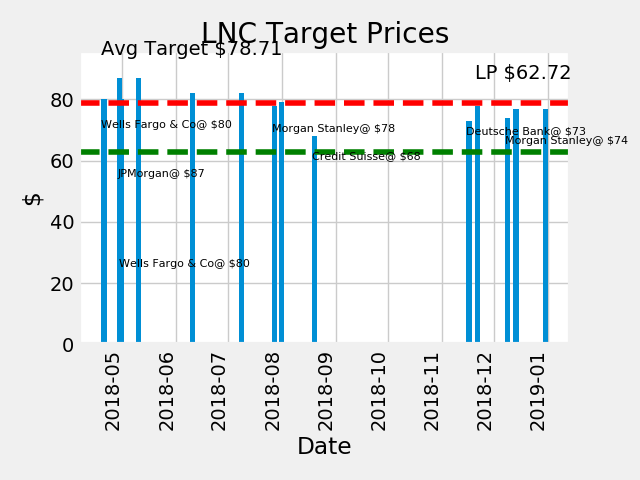 LNC Target Prices
Avg Target $78.71
LP $62.72
80
60
40
20
0
$
Wells Fargo & Co@ $80
Morgan Stanley@ $78
Deutsche Bank@ $73
Morgan Stanley@ $74
Credit Suisse@ $68
JPMorgan@ $87
Wells Fargo & Co@ $80
2018-05
2018-06
2018-07
2018-08
2018-09
2018-10
2018-11
2018-12
2019-01
Date